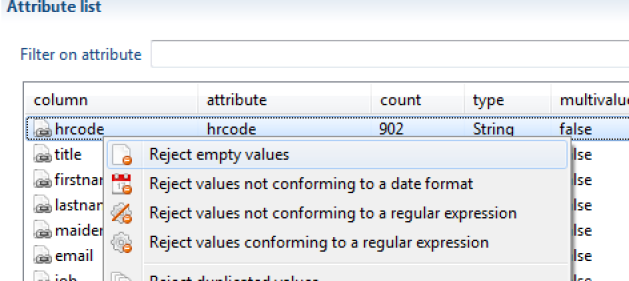 Attribute list
Filter on attribute
column attribute count type multivalue
hrcode hrcode 902 String false
title Reject empty values lse
firstnar Reject values not conforming to a date format lse
lastnar Reject values not conforming to a regular expression lse
maider Reject values conforming to a regular expression lse
email lse
job Reject duplicated values lse